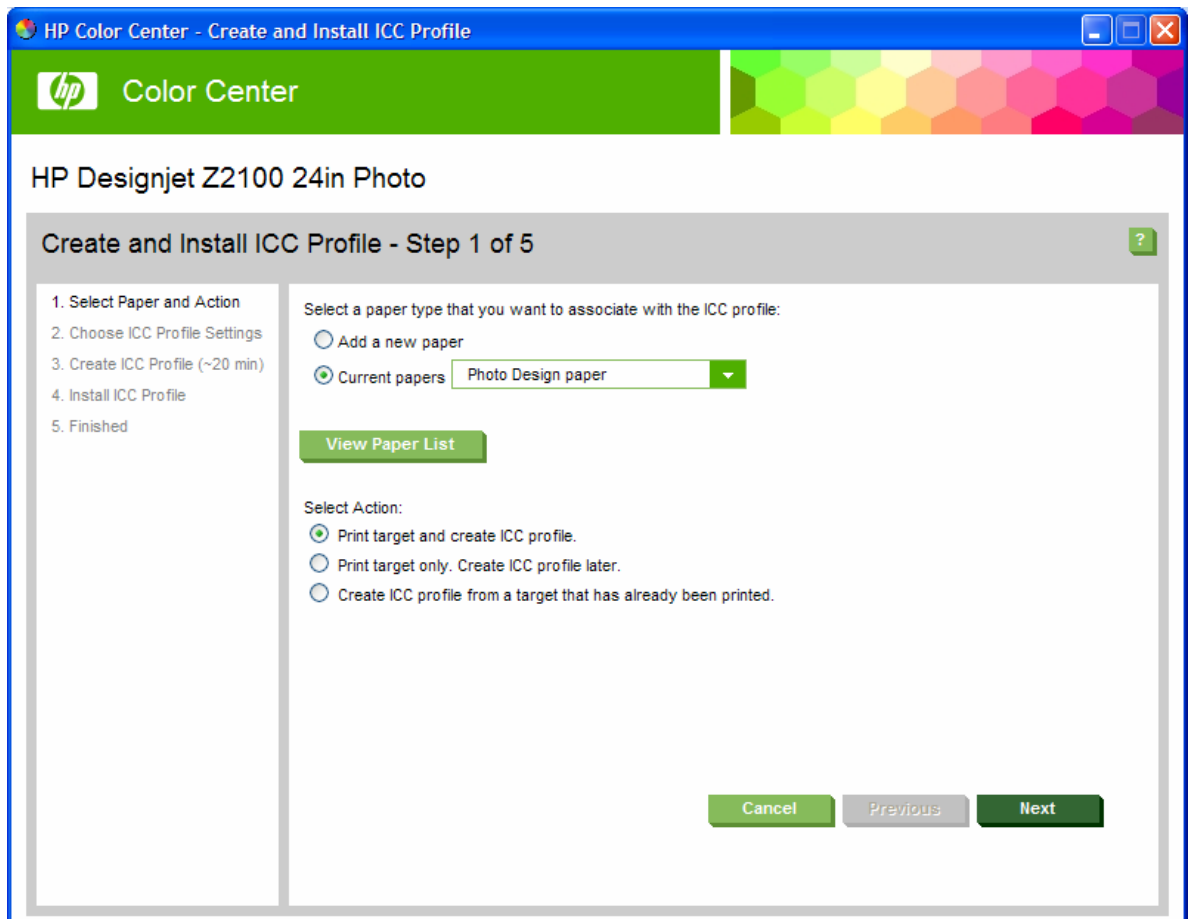 HP Color Center - Create and Install ICC Profile
hp Color Center
HP Designjet Z2100 24in Photo
Create and Install ICC Profile - Step 1 of 5
?
1. Select Paper and Action
2. Choose ICC Profile Settings
3. Create ICC Profile (~20 min)
4. Install ICC Profile
5. Finished
Select a paper type that you want to associate with the ICC profile:
Add a new paper
Current papers Photo Design paper
View Paper List
Select Action:
Print target and create ICC profile.
Print target only. Create ICC profile later.
Create ICC profile from a target that has already been printed.
Cancel Previous Next